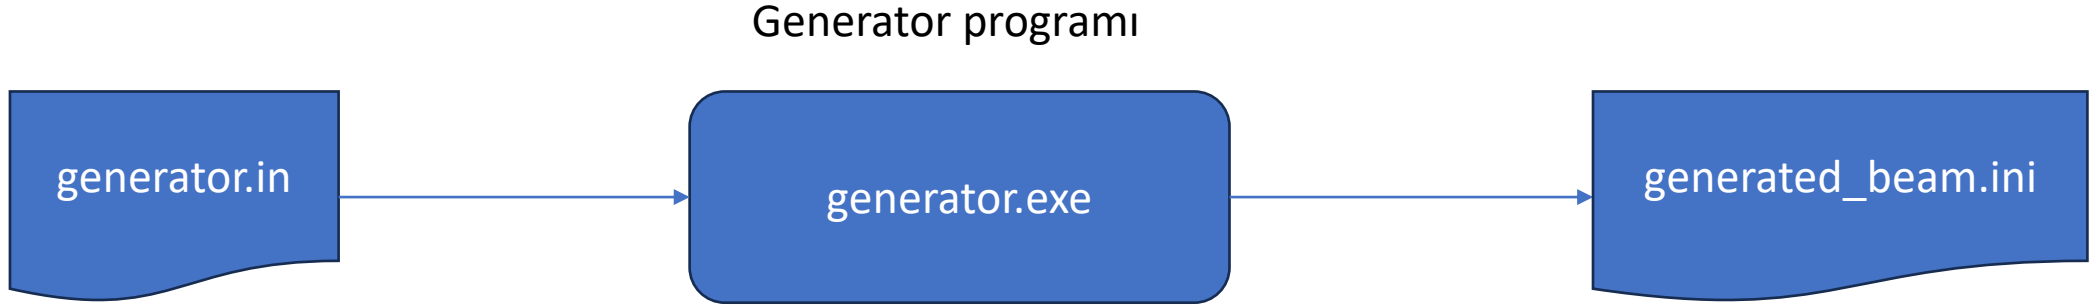 Generator programı
generator.in
generator.exe
generated_beam.ini